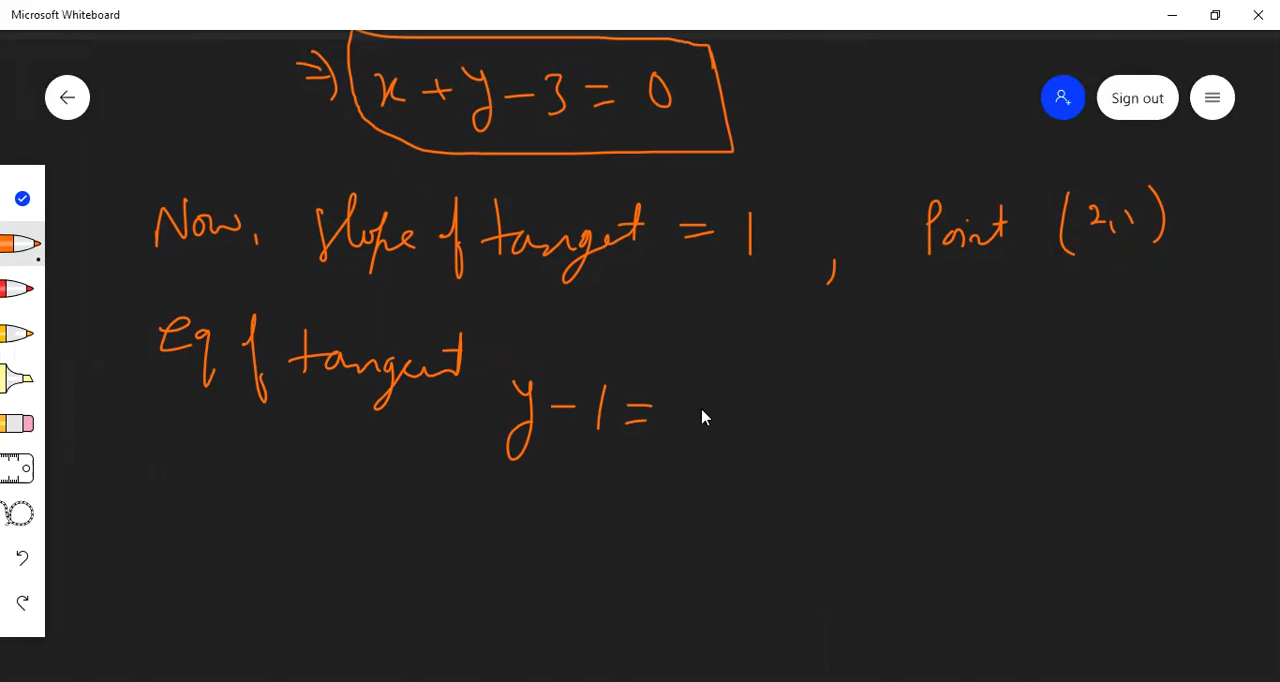 Microsoft Whiteboard
Sign out
⇒ x + y - 3 = 0
Now, slope of tangent = 1 , Point (2,1)
Eq of tangent
y - 1 =